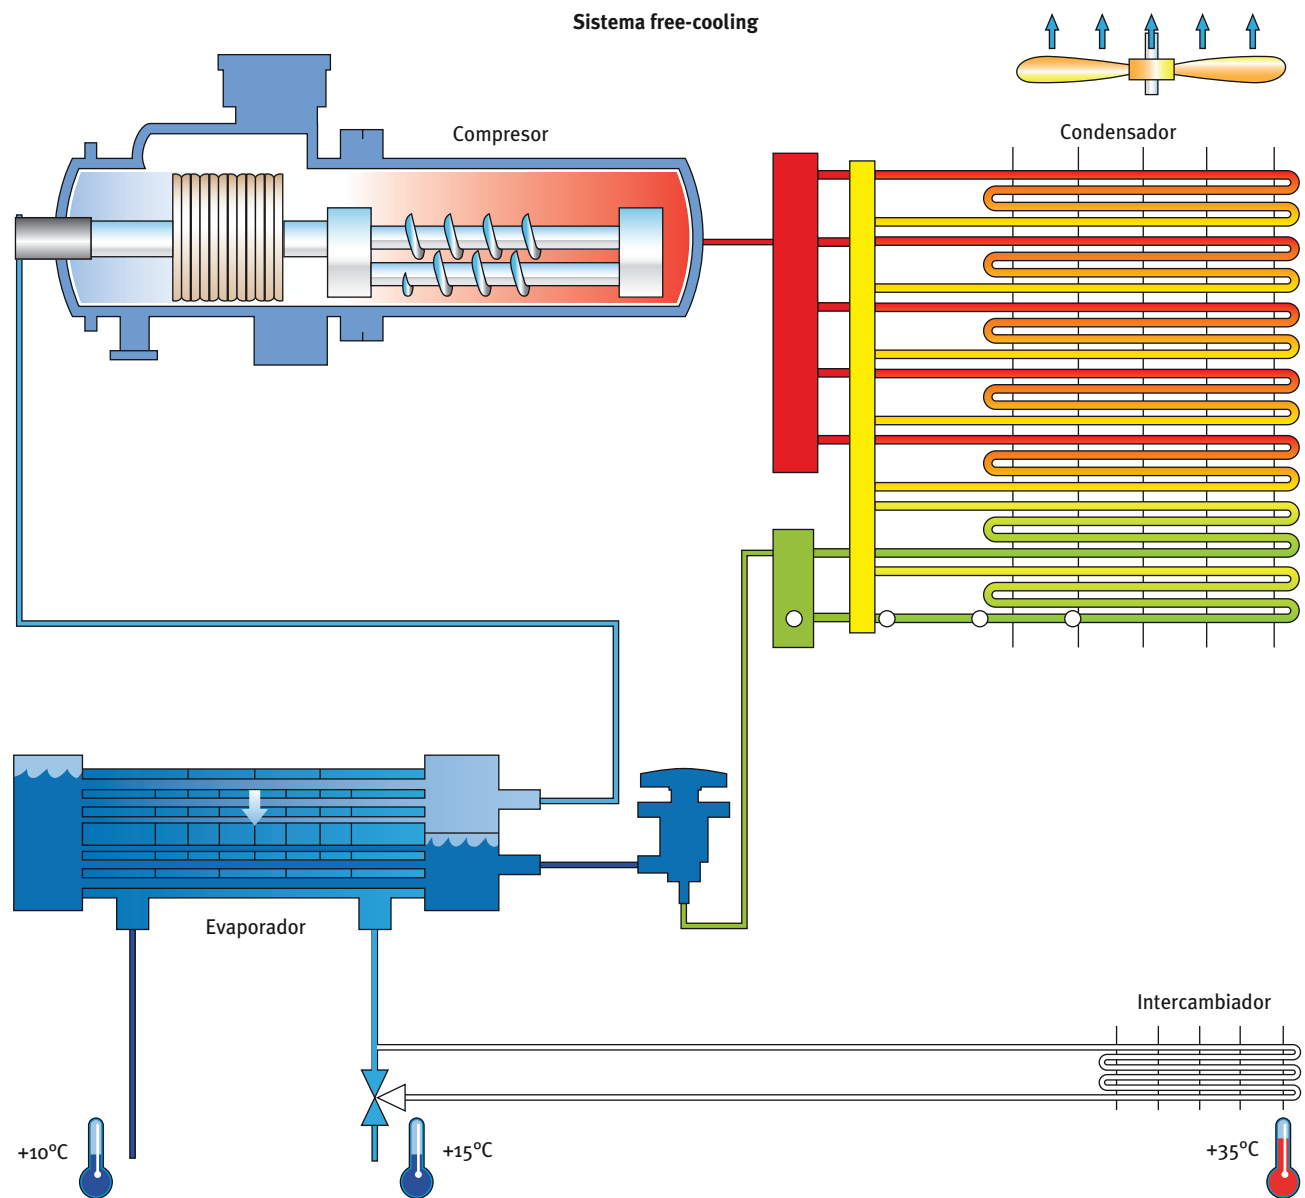 Sistema free-cooling
Compresor
Condensador
Evaporador
Intercambiador
+10°C
+15°C
+35°C